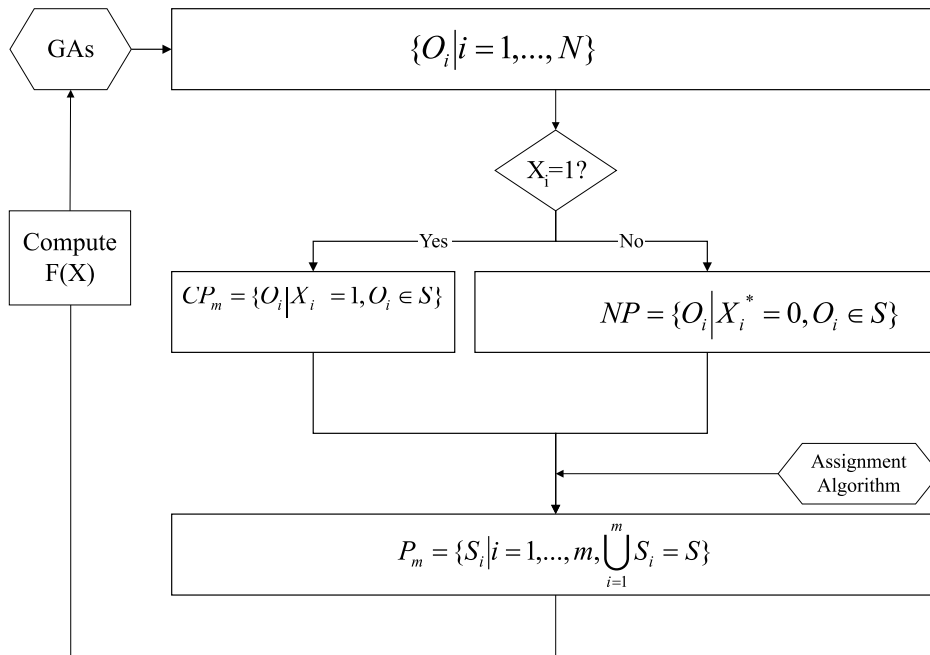 GAs
{O_i|i = 1,..., N}
X_i=1?
Yes
No
Compute
F(X)
CP_m = {O_i|X_i = 1, O_i ∈ S}
NP = {O_i|X_i^* = 0, O_i ∈ S}
Assignment
Algorithm
P_m = {S_i|i = 1,..., m, ⋃_{i=1}^{m} S_i = S}